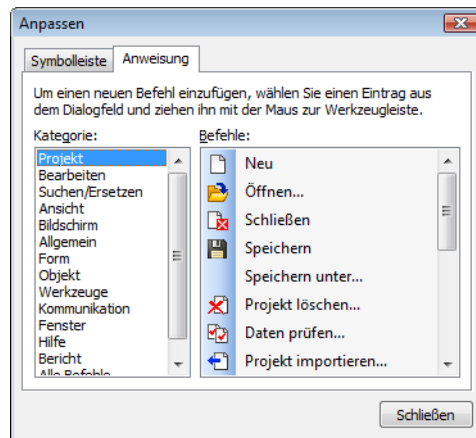 Anpassen
Symbolleiste Anweisung
Um einen neuen Befehl einzufügen, wählen Sie einen Eintrag aus
dem Dialogfeld und ziehen ihn mit der Maus zur Werkzeugleiste.
Kategorie: Befehle:
Projekt
Bearbeiten
Suchen/Ersetzen
Ansicht
Bildschirm
Allgemein
Form
Objekt
Werkzeuge
Kommunikation
Fenster
Hilfe
Bericht
Alle Befehle
Neu
Öffnen...
Schließen
Speichern
Speichern unter...
Projekt löschen...
Daten prüfen...
Projekt importieren...
Schließen